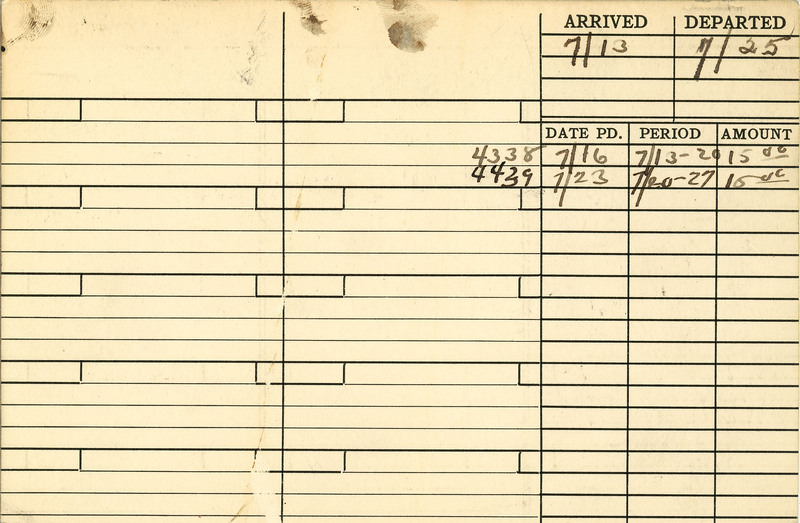 ARRIVED DEPARTED
7/13 7/25
DATE PD. PERIOD AMOUNT
4338 7/16 7/13-20 15 00
4439 7/23 7/20-27 15 00